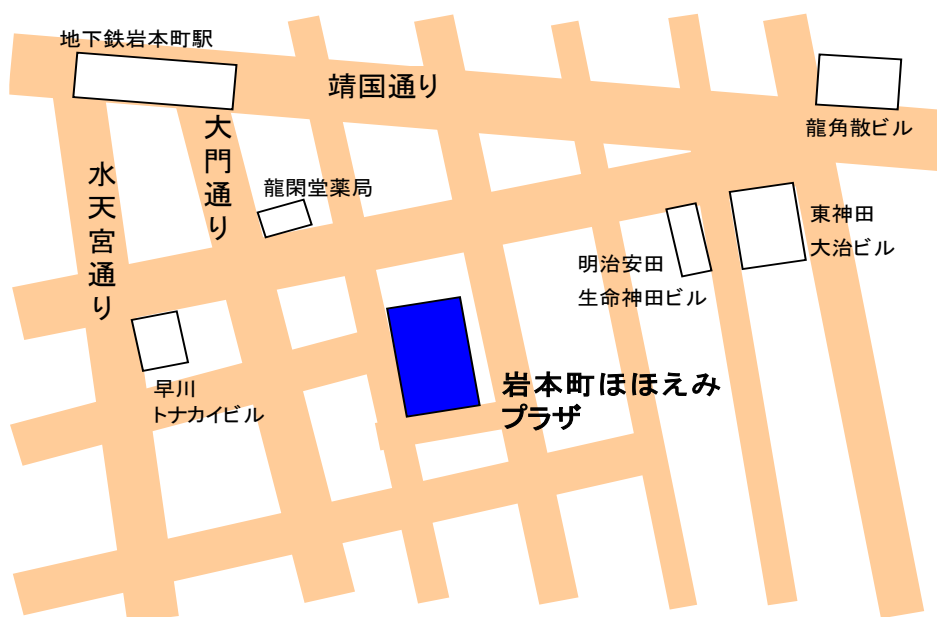 地下鉄岩本町駅
靖国通り
大門通り
水天宮通り
龍閑堂薬局
龍角散ビル
東神田
大治ビル
明治安田
生命神田ビル
早川
トナカイビル
岩本町ほほえみ
プラザ